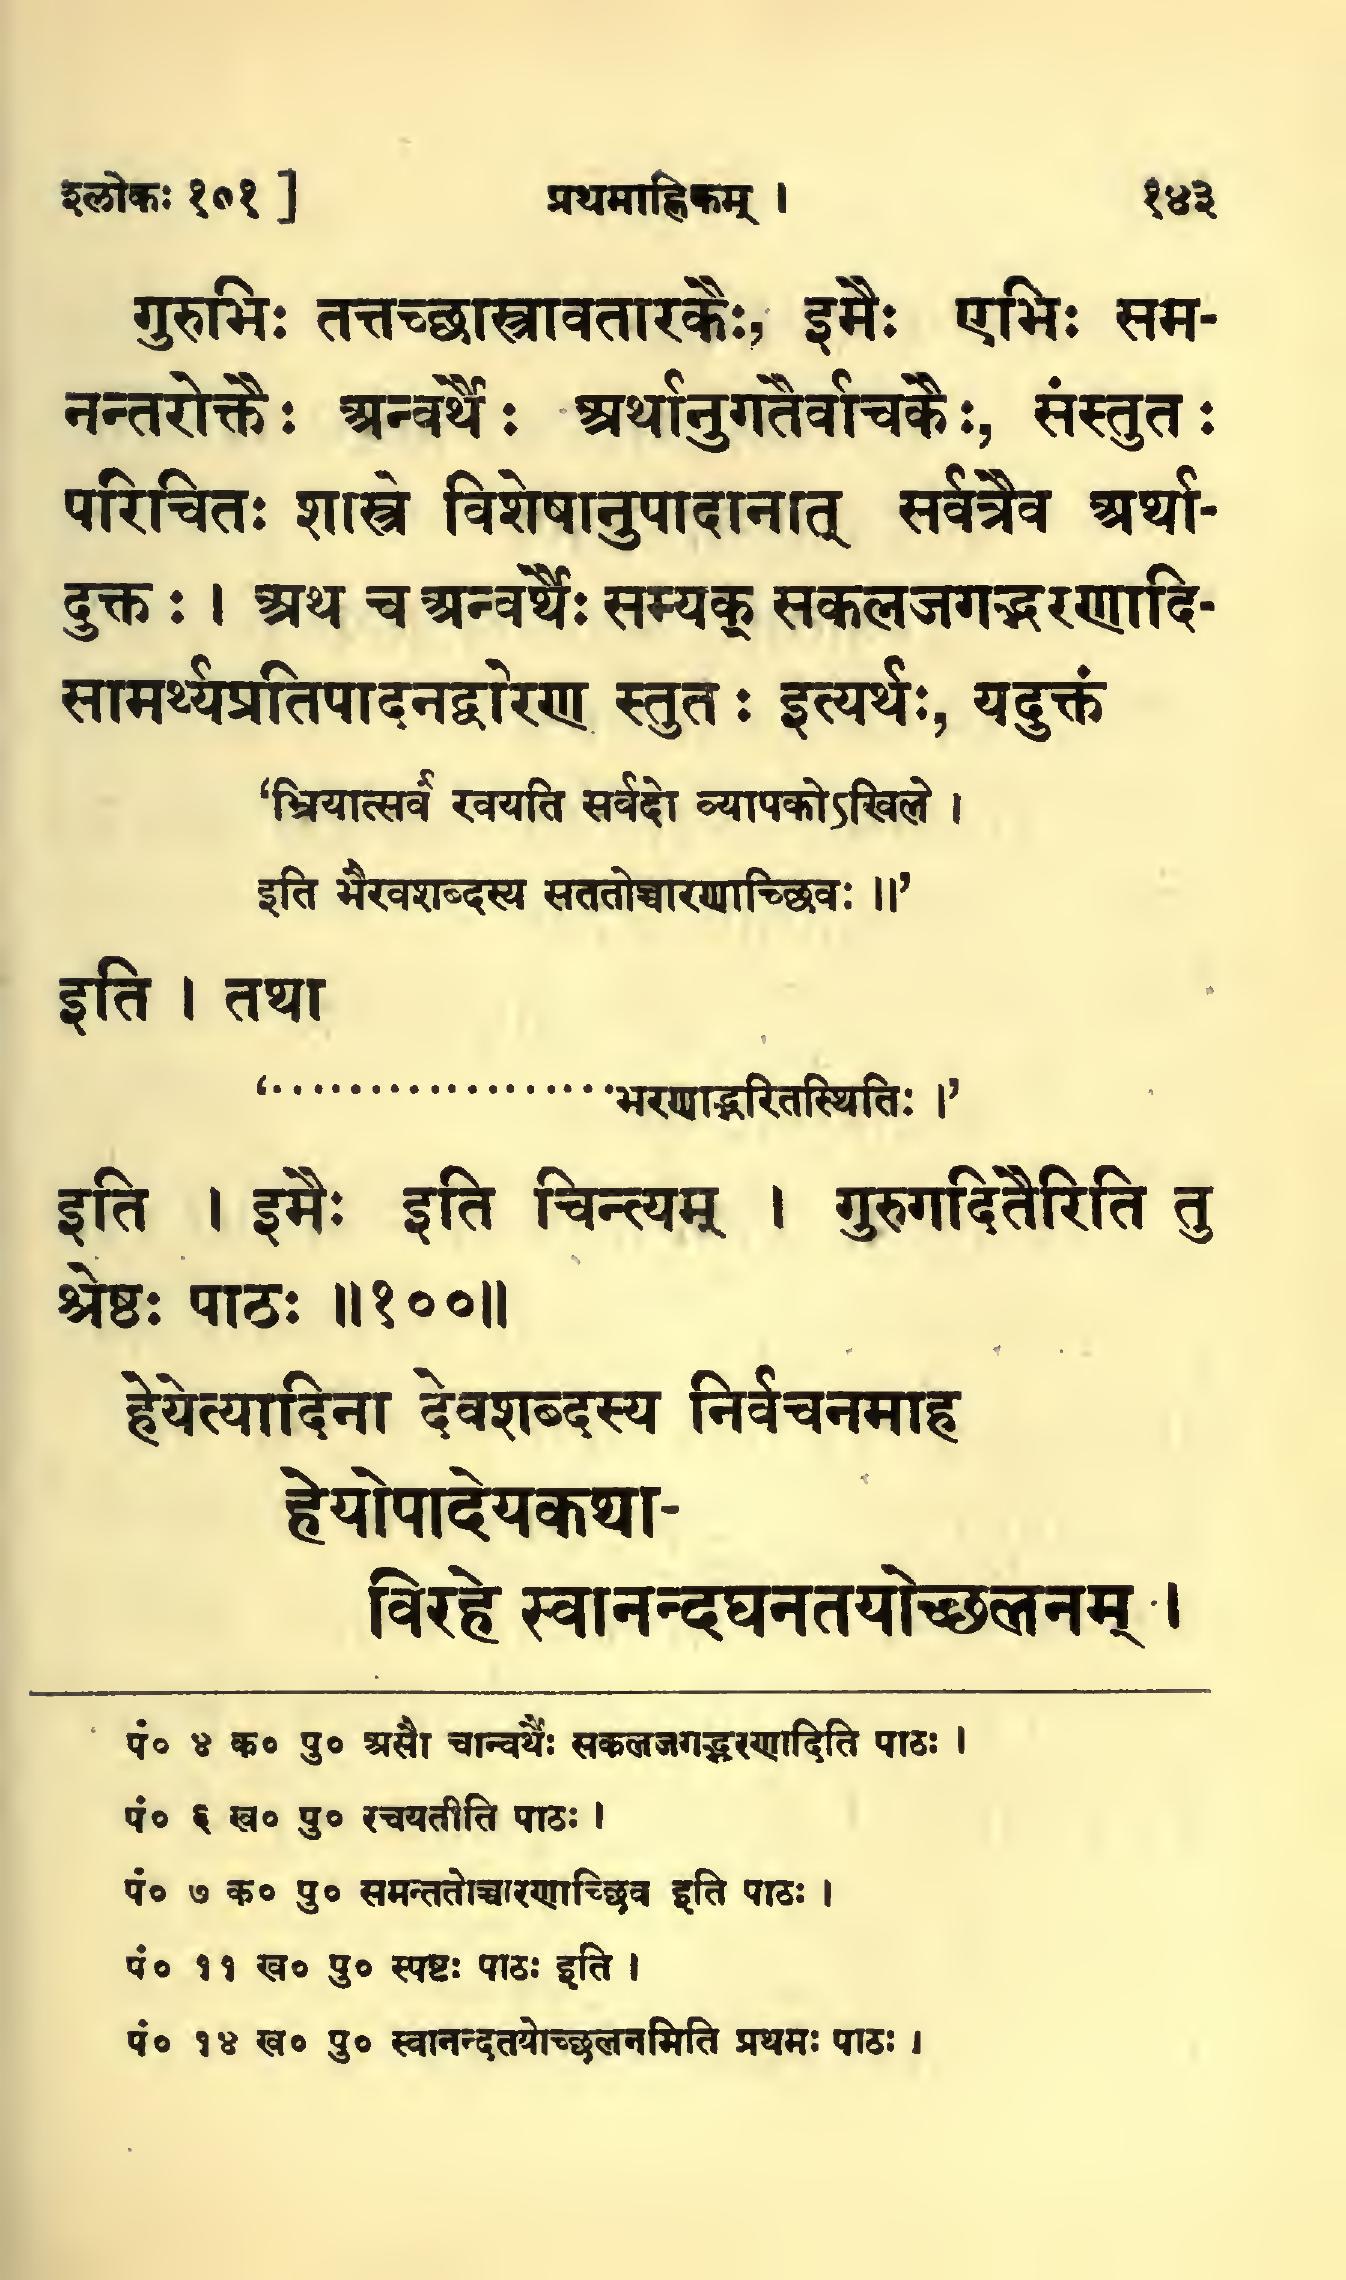 श्लोकः १०१ ] प्रथमाह्निकम् । १४३
गुरुभिः तत्तच्छास्त्रावतारकैः, इमैः एभिः सम-
नन्तरोक्तैः अन्वर्थैः अर्थानुगतैर्वाचकैः, संस्तुतः
परिचितः शास्त्रे विशेषानुपादानात् सर्वत्रैव अर्था-
दुक्तः । अथ च अन्वर्थैः सम्यक् सकलजगद्भरणादि-
सामर्थ्यप्रतिपादनद्वारेण स्तुतः इत्यर्थः, यदुक्तं
‘भ्रियात्सर्वं रवयति सर्वदो व्यापकोऽखिले ।
इति भैरवशब्दस्य सततोच्चारणाच्छिवः ॥’
इति । तथा
‘··················भरणाद्भरितस्थितिः ।’
इति । इमैः इति चिन्त्यम् । गुरुगदितैरिति तु
श्रेष्ठः पाठः ॥१००॥
हेयेत्यादिना देवशब्दस्य निर्वचनमाह
हेयोपादेयकथा-
विरहे स्वानन्दघनतयोच्छलनम् ।
पं० ४ क० पु० असौ चान्वर्थैः सकलजगद्भरणादिति पाठः ।
पं० ६ ख० पु० रचयतीति पाठः ।
पं० ७ क० पु० समन्ततोच्चारणाच्छिव इति पाठः ।
पं० ११ ख० पु० स्पष्टः पाठः इति ।
पं० १४ ख० पु० स्वानन्दतयोच्छलनमिति प्रथमः पाठः ।